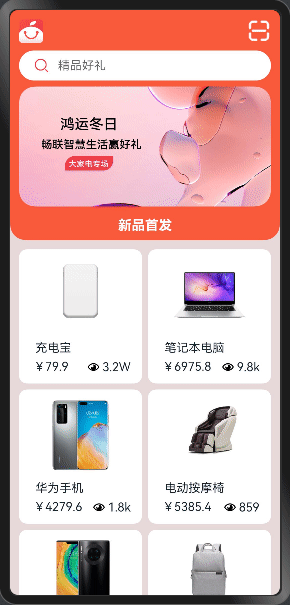 精品好礼
鸿运冬日
畅联智慧生活赢好礼
大家电专场
新品首发
充电宝
¥79.9 3.2W
笔记本电脑
¥6975.8 9.8k
华为手机
¥4279.6 1.8k
电动按摩椅
¥5385.4 859